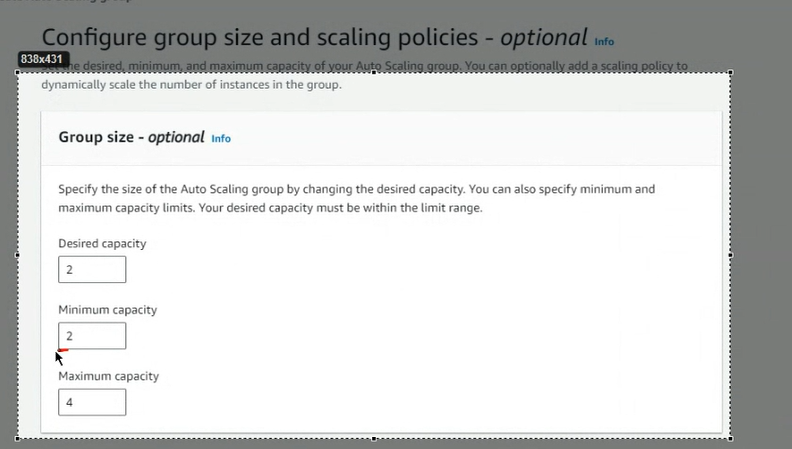 Configure group size and scaling policies - optional Info
838x431
the desired, minimum, and maximum capacity of your Auto Scaling group. You can optionally add a scaling policy to
dynamically scale the number of instances in the group.
Group size - optional Info
Specify the size of the Auto Scaling group by changing the desired capacity. You can also specify minimum and
maximum capacity limits. Your desired capacity must be within the limit range.
Desired capacity
2
Minimum capacity
2
Maximum capacity
4